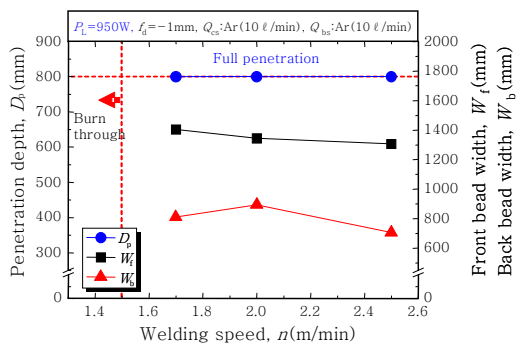 P_L=950W, f_d=−1mm, Q_cs:Ar(10 ℓ/min), Q_bs:Ar(10 ℓ/min)
Full penetration
Burn
through
D_p
W_f
W_b
Penetration depth, D_p(mm)
900
800
700
600
500
400
300
0
Front bead width, W_f(mm)
Back bead width, W_b(mm)
2000
1800
1600
1400
1200
1000
800
600
0
1.4 1.6 1.8 2.0 2.2 2.4 2.6
Welding speed, n(m/min)